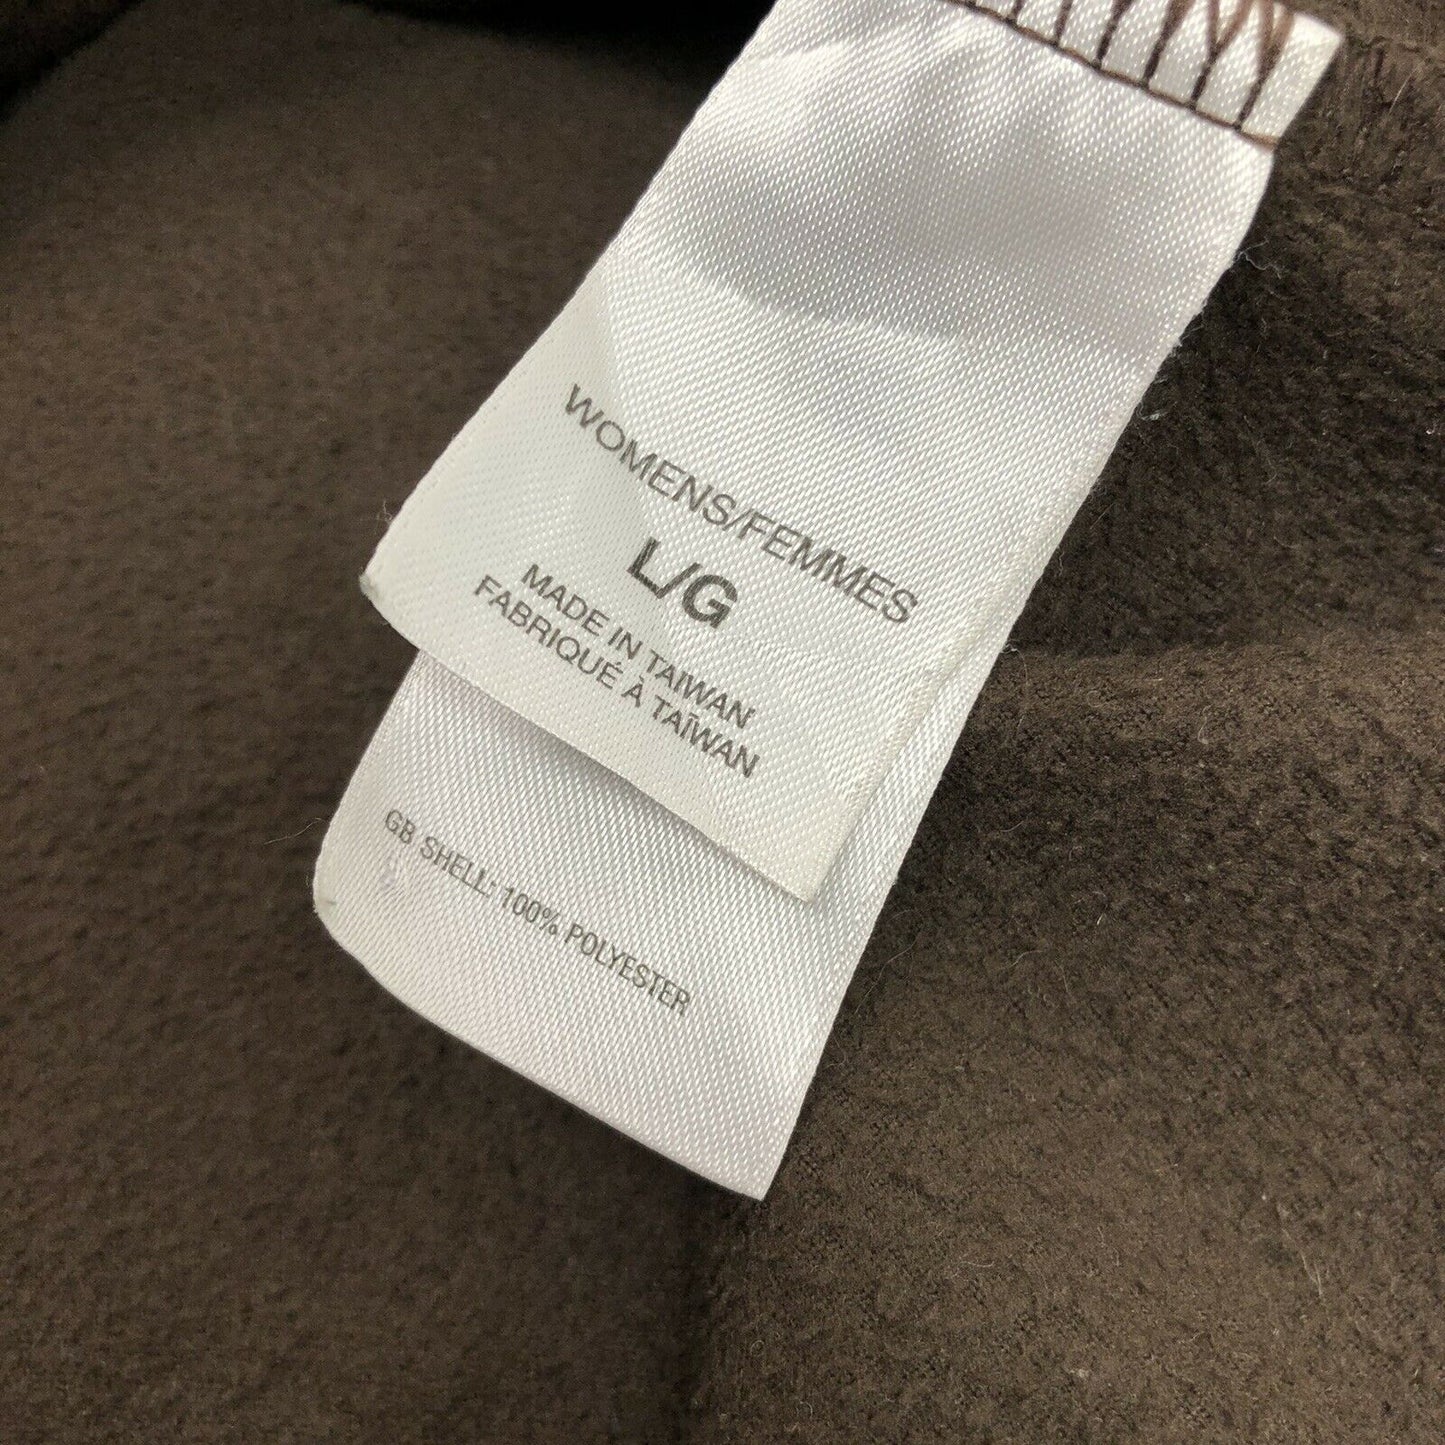 WOMENS/FEMMES
L/G
MADE IN TAIWAN
FABRIQUÉ À TAÏWAN
GB SHELL: 100% POLYESTER